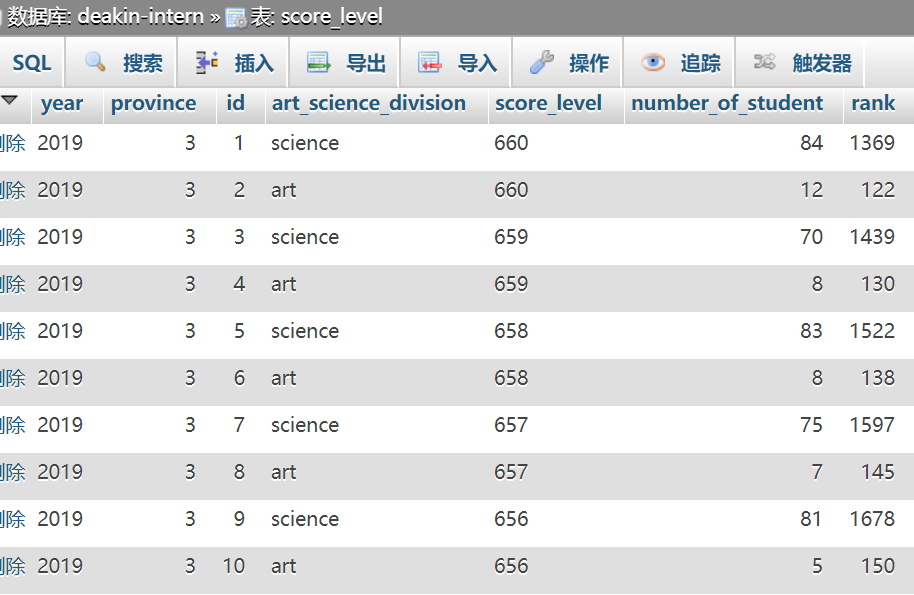 数据库: deakin-intern » 表: score_level
SQL 搜索 插入 导出 导入 操作 追踪 触发器
year province id art_science_division score_level number_of_student rank
删除 2019 3 1 science 660 84 1369
删除 2019 3 2 art 660 12 122
删除 2019 3 3 science 659 70 1439
删除 2019 3 4 art 659 8 130
删除 2019 3 5 science 658 83 1522
删除 2019 3 6 art 658 8 138
删除 2019 3 7 science 657 75 1597
删除 2019 3 8 art 657 7 145
删除 2019 3 9 science 656 81 1678
删除 2019 3 10 art 656 5 150